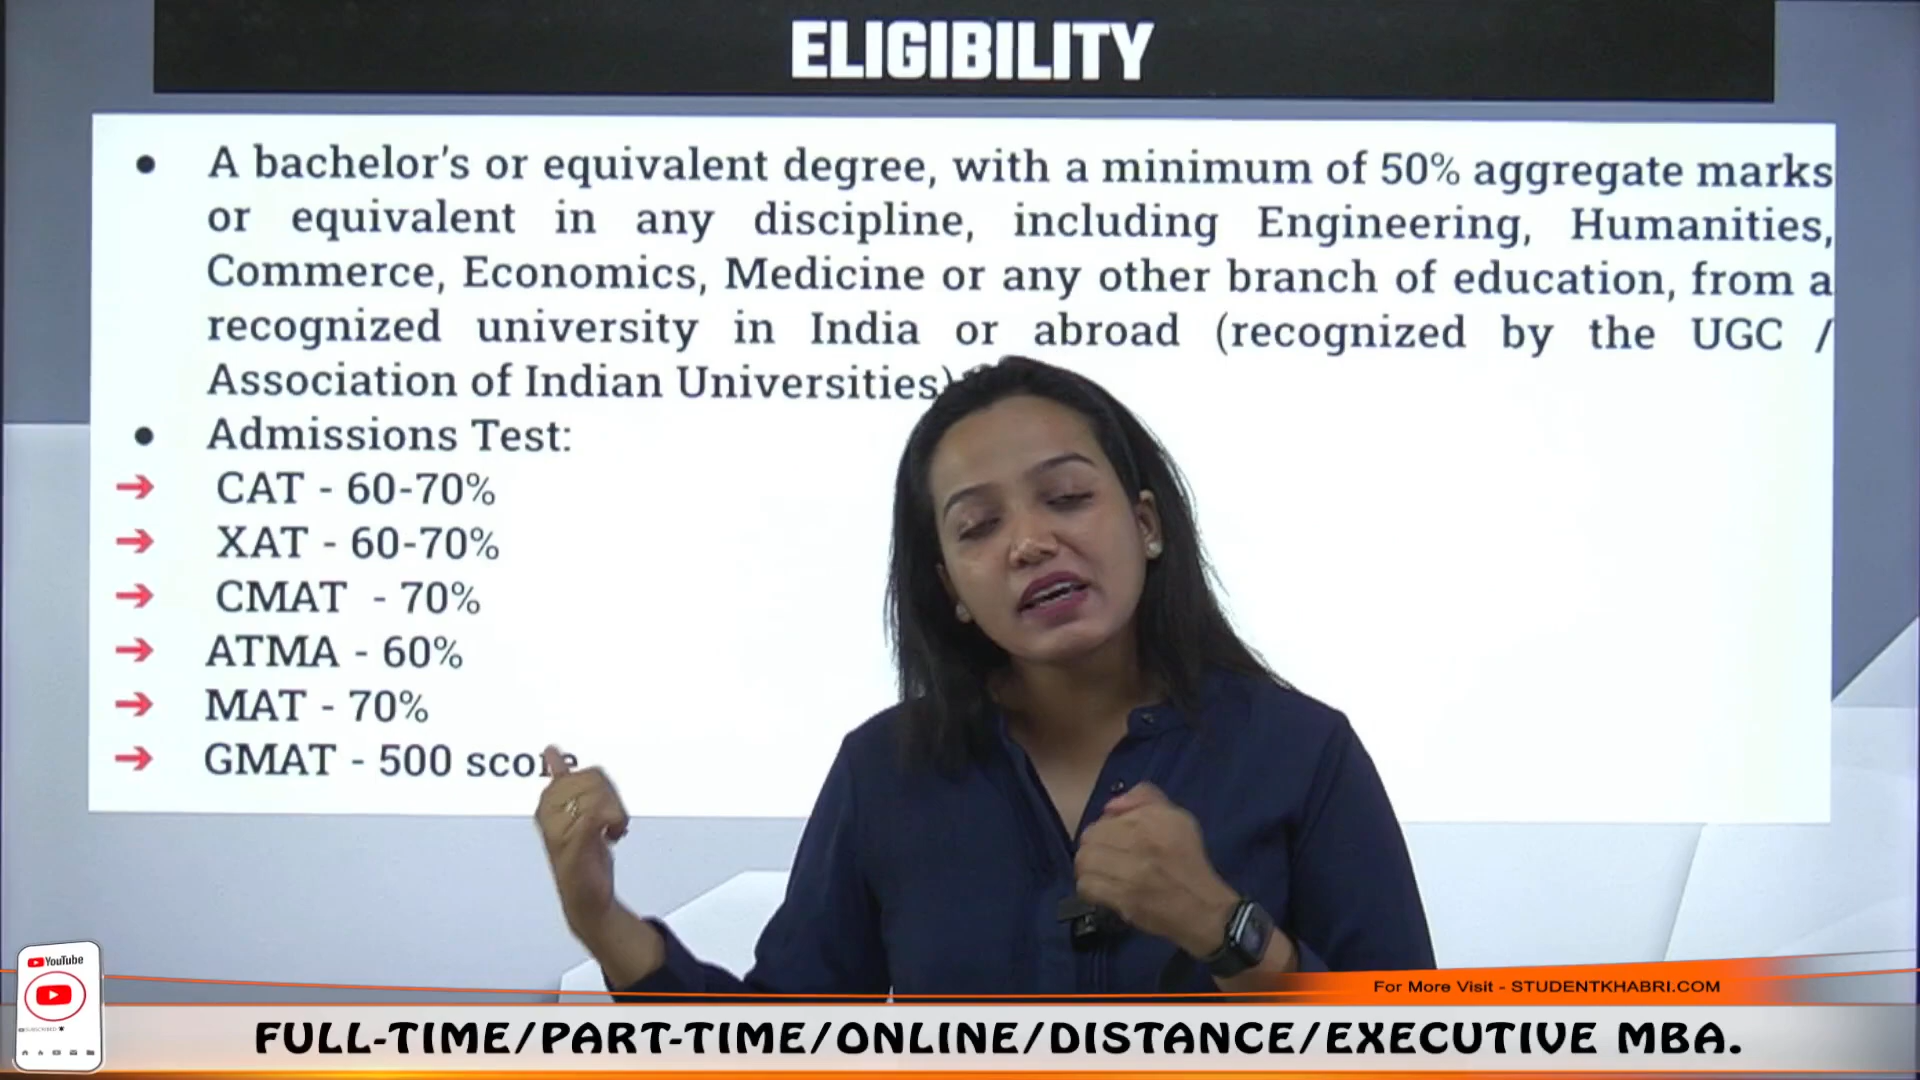 ELIGIBILITY
● A bachelor's or equivalent degree, with a minimum of 50% aggregate marks
or equivalent in any discipline, including Engineering, Humanities,
Commerce, Economics, Medicine or any other branch of education, from a
recognized university in India or abroad (recognized by the UGC /
Association of Indian Universities)
● Admissions Test:
➔ CAT - 60-70%
➔ XAT - 60-70%
➔ CMAT - 70%
➔ ATMA - 60%
➔ MAT - 70%
➔ GMAT - 500 score
YouTube
SUBSCRIBED
For More Visit - STUDENTKHABRI.COM
FULL-TIME/PART-TIME/ONLINE/DISTANCE/EXECUTIVE MBA.